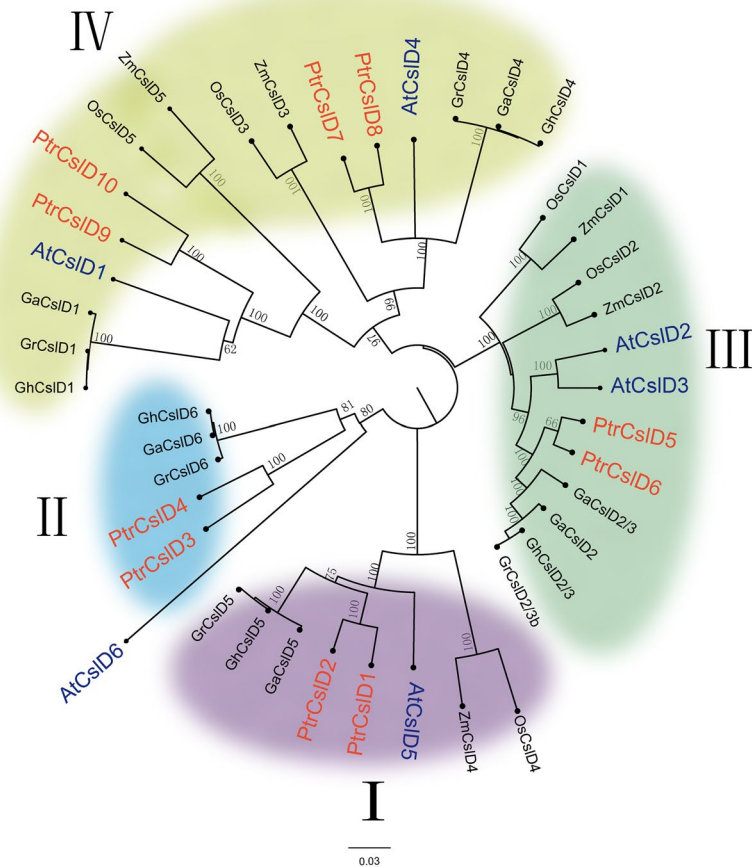 IV
ZmCslD5
OsCslD5
PtrCslD10
PtrCslD9
AtCslD1
GaCslD1
GrCslD1
GhCslD1
OsCslD3
ZmCslD3
PtrCslD7
PtrCslD8
AtCslD4
GrCslD4
GaCslD4
GhCslD4
100
100
100
100
100
100
100
100
62
100
99
97
III
OsCslD1
ZmCslD1
OsCslD2
ZmCslD2
AtCslD2
AtCslD3
PtrCslD5
PtrCslD6
GaCslD2/3
GaCslD2
GhCslD2/3
GrCslD2/3b
100
100
100
100
96
99
100
100
100
II
GhCslD6
GaCslD6
GrCslD6
PtrCslD4
PtrCslD3
AtCslD6
100
81
80
100
I
GrCslD5
GhCslD5
GaCslD5
PtrCslD2
PtrCslD1
AtCslD5
ZmCslD4
OsCslD4
100
100
75
100
100
100
0.03